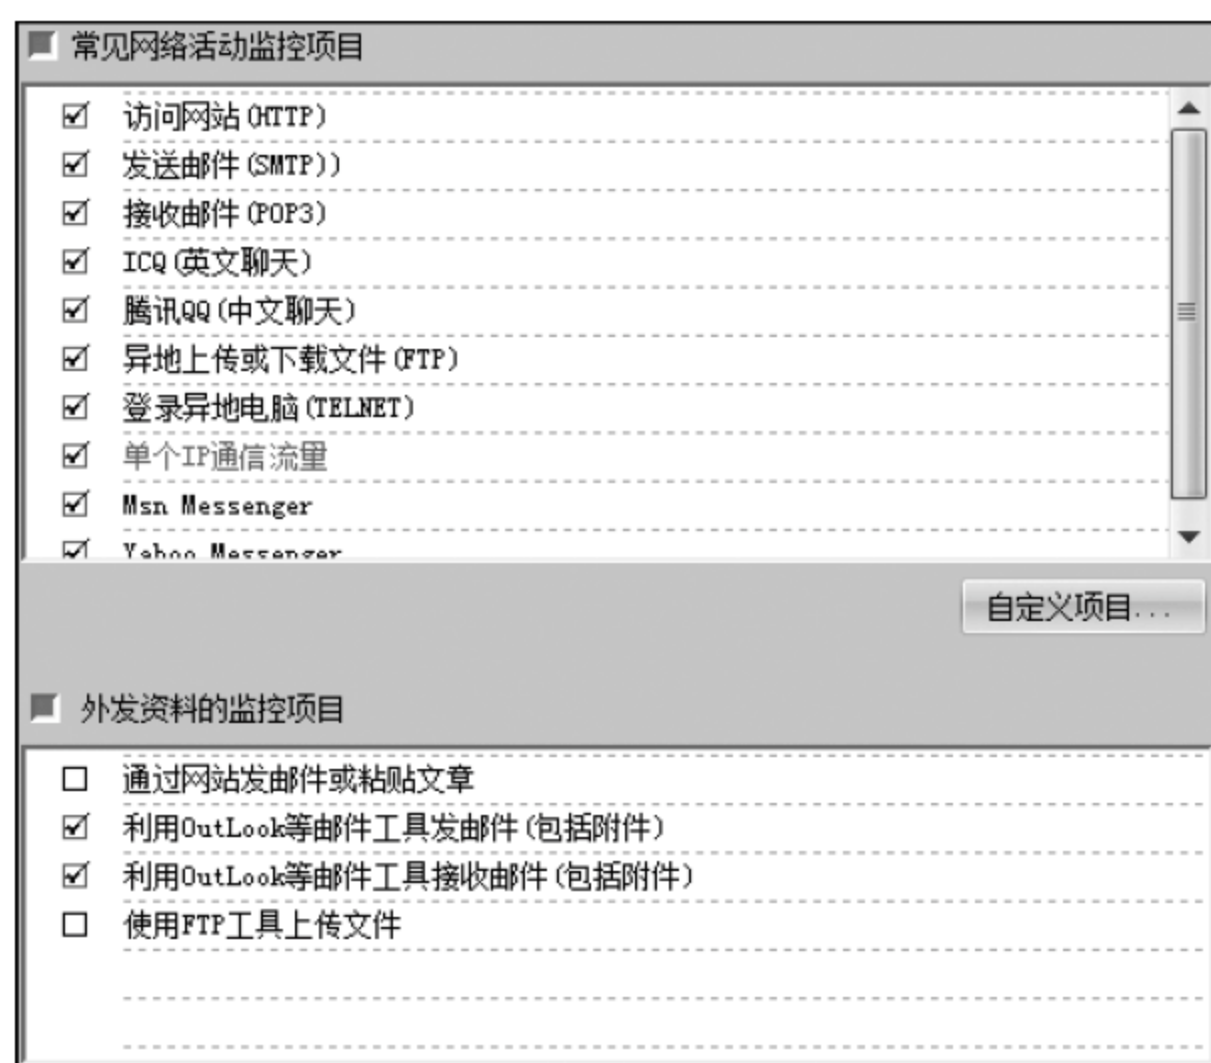 常见网络活动监控项目
访问网站(HTTP)
发送邮件(SMTP))
接收邮件(POP3)
ICQ(英文聊天)
腾讯QQ(中文聊天)
异地上传或下载文件(FTP)
登录异地电脑(TELNET)
单个IP通信流量
Msn Messenger
Yahoo Messenger
自定义项目...
外发资料的监控项目
通过网站发邮件或粘贴文章
利用OutLook等邮件工具发邮件(包括附件)
利用OutLook等邮件工具接收邮件(包括附件)
使用FTP工具上传文件